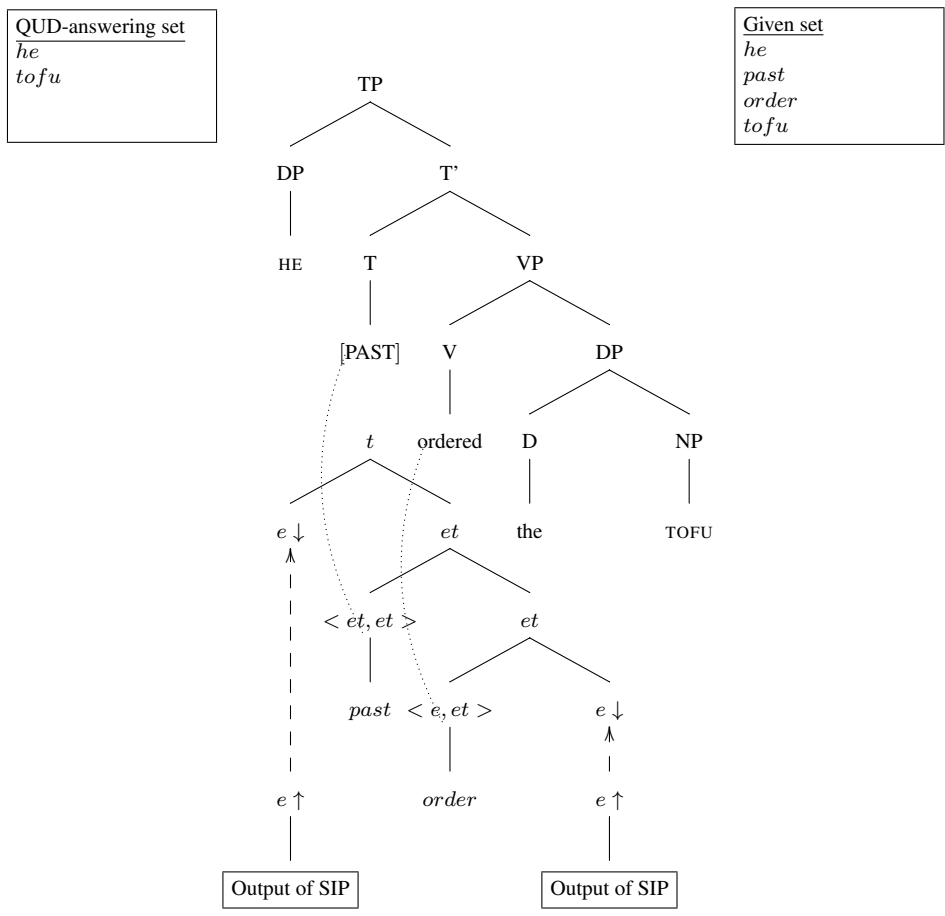 QUD-answering set
he
tofu
Given set
he
past
order
tofu
TP
DP T'
HE T VP
[PAST] V DP
t ordered D NP
e ↓ et the TOFU
< et, et > et
past < e, et > e ↓
e ↑ order e ↑
Output of SIP Output of SIP